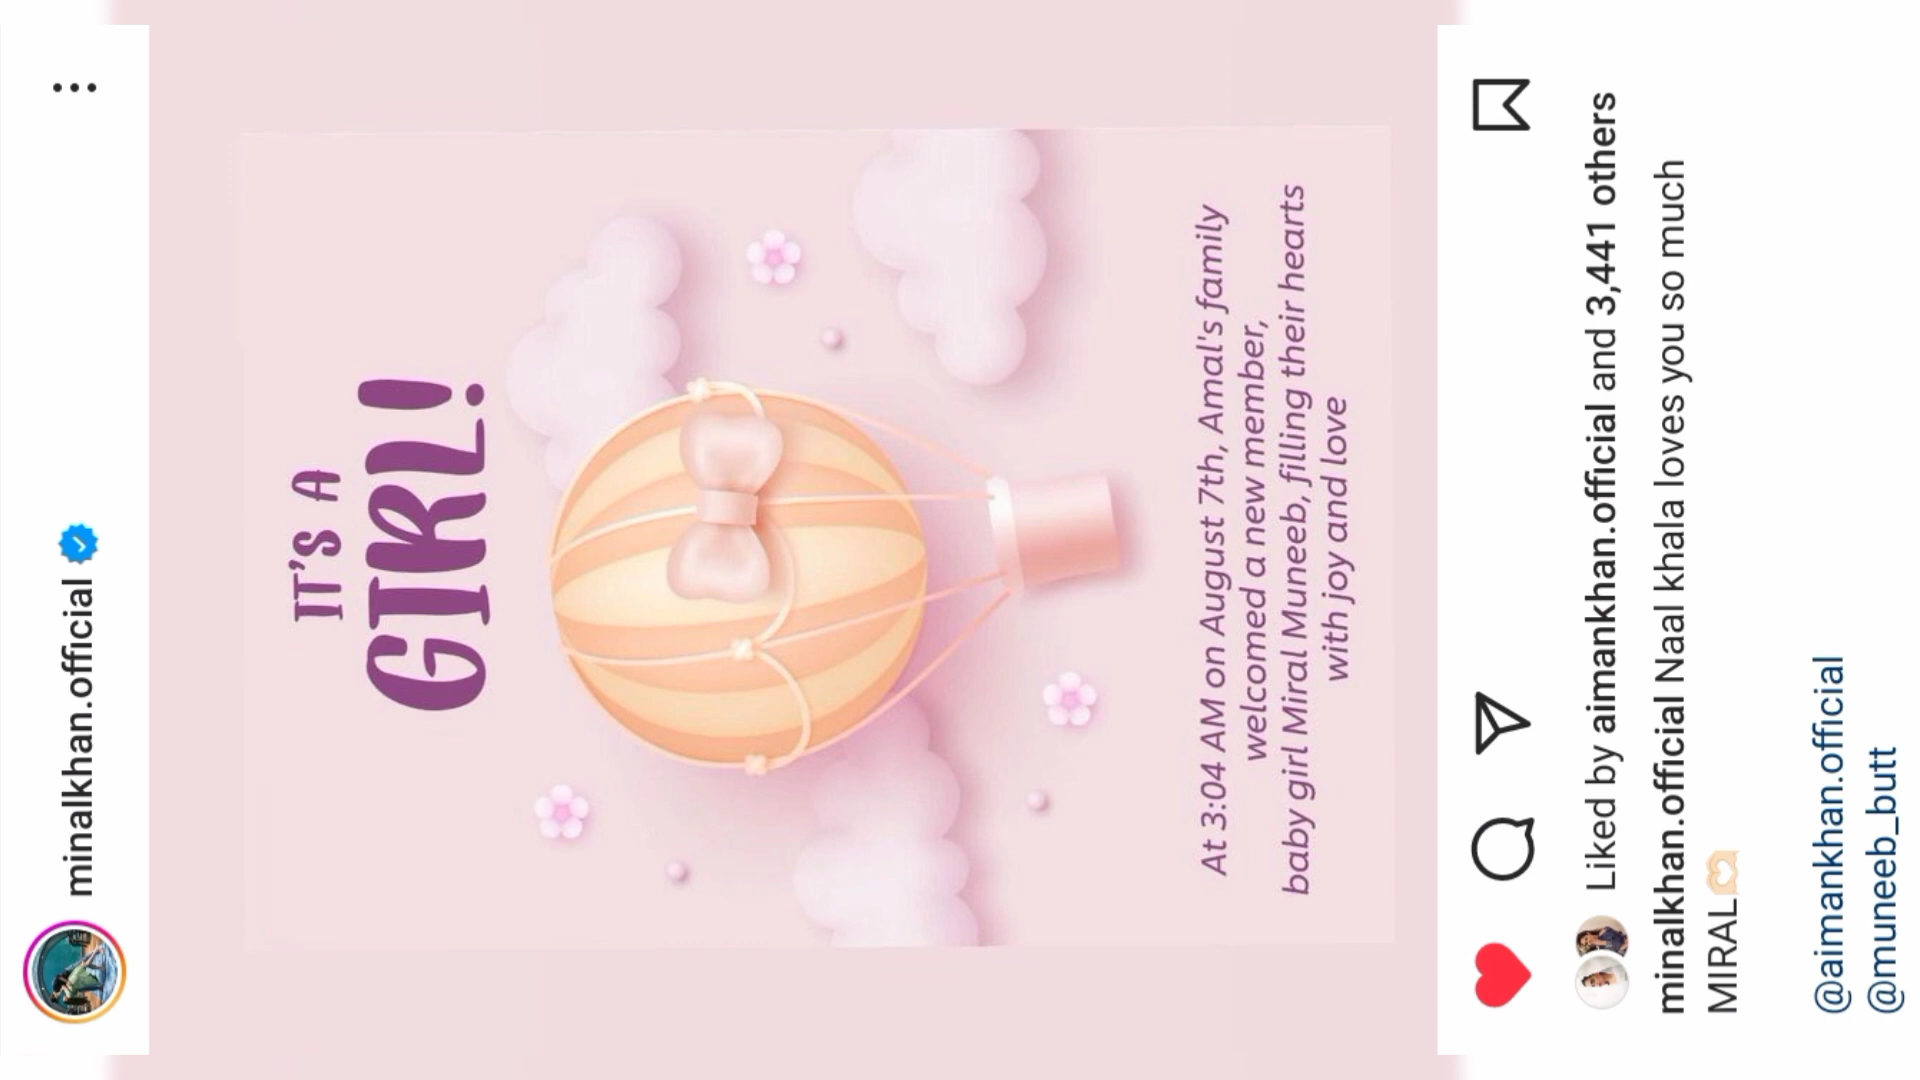 minalkhan.official
IT'S A
GIRL!
At 3:04 AM on August 7th, Amal's family
welcomed a new member,
baby girl Miral Muneeb, filling their hearts
with joy and love
Liked by aimankhan.official and 3,441 others
minalkhan.official Naal khala loves you so much
MIRAL🫶🏻
@aimankhan.official
@muneeb_butt